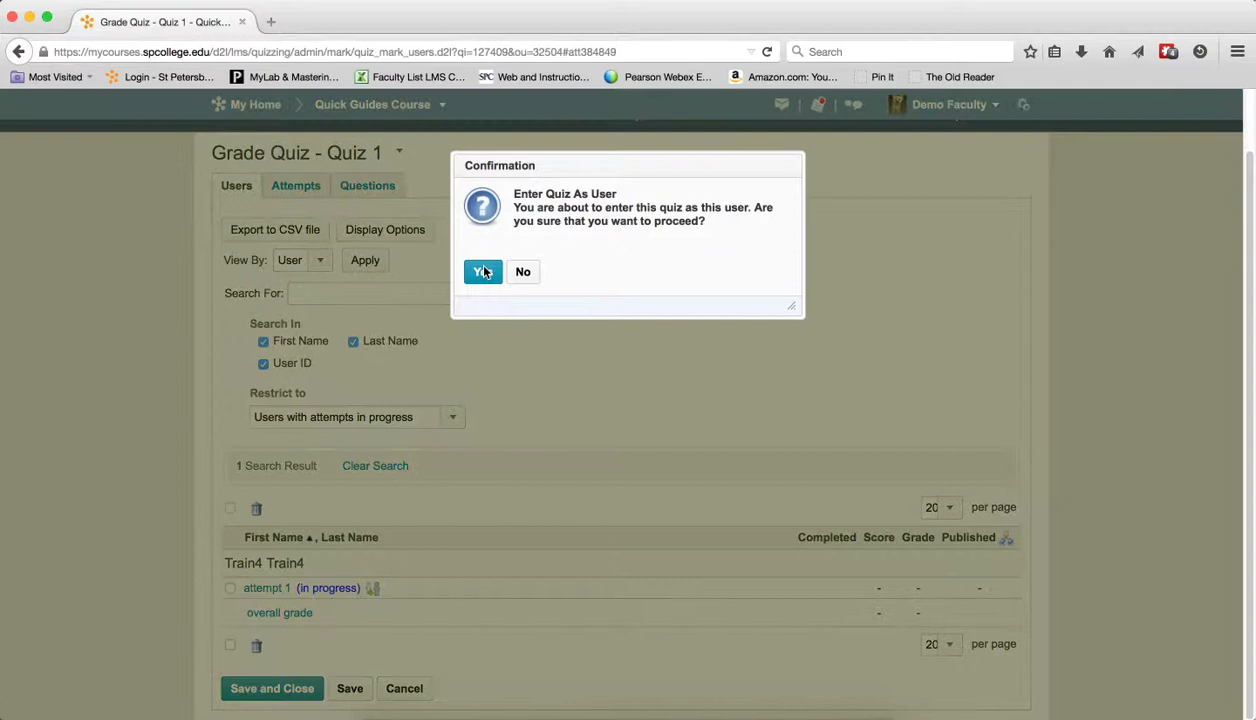 Grade Quiz - Quiz 1 - Quick...
https://mycourses.spcollege.edu/d2l/lms/quizzing/admin/mark/quiz_mark_users.d2l?qi=127409&ou=32504#att384849
Search
Most Visited
Login - St Petersb...
MyLab & Mastering...
Faculty List LMS C...
SPC
Web and Instructio...
Pearson Webex E...
Amazon.com: You...
Pin It
The Old Reader
My Home
Quick Guides Course
Demo Faculty
Grade Quiz - Quiz 1
Users
Attempts
Questions
Export to CSV file
Display Options
View By:
User
Apply
Search For:
Search In
First Name
Last Name
User ID
Restrict to
Users with attempts in progress
1 Search Result
Clear Search
20 per page
First Name ▲, Last Name
Completed
Score
Grade
Published
Train4 Train4
attempt 1 (in progress)
- - -
overall grade
- -
20 per page
Save and Close
Save
Cancel
Confirmation
Enter Quiz As User
You are about to enter this quiz as this user. Are
you sure that you want to proceed?
No